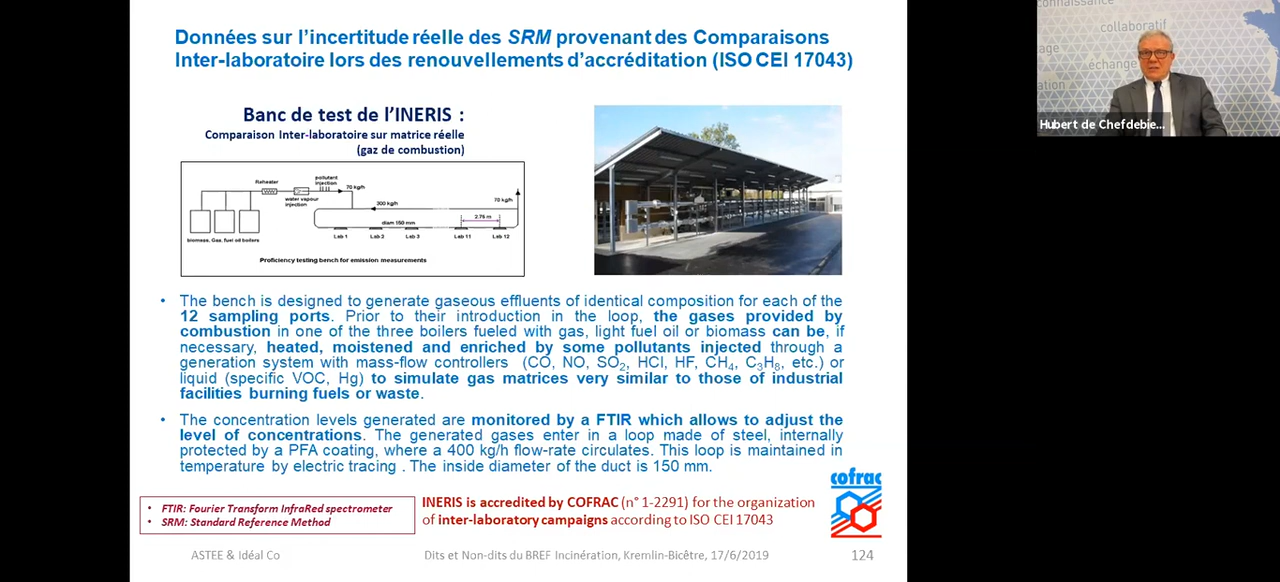 Données sur l’incertitude réelle des SRM provenant des Comparaisons
Inter-laboratoire lors des renouvellements d’accréditation (ISO CEI 17043)
Banc de test de l’INERIS :
Comparaison Inter-laboratoire sur matrice réelle
(gaz de combustion)
Reheater
pollutant
injection
water vapour
injection
70 kg/h
300 kg/h
70 kg/h
diam 150 mm
2.75 m
biomass, Gas, fuel oil boilers
Lab 1
Lab 2
Lab 3
Lab 11
Lab 12
Proficiency testing bench for emission measurements
• The bench is designed to generate gaseous effluents of identical composition for each of the
12 sampling ports. Prior to their introduction in the loop, the gases provided by
combustion in one of the three boilers fueled with gas, light fuel oil or biomass can be, if
necessary, heated, moistened and enriched by some pollutants injected through a
generation system with mass-flow controllers (CO, NO, SO₂, HCl, HF, CH₄, C₃H₈, etc.) or
liquid (specific VOC, Hg) to simulate gas matrices very similar to those of industrial
facilities burning fuels or waste.
• The concentration levels generated are monitored by a FTIR which allows to adjust the
level of concentrations. The generated gases enter in a loop made of steel, internally
protected by a PFA coating, where a 400 kg/h flow-rate circulates. This loop is maintained in
temperature by electric tracing . The inside diameter of the duct is 150 mm.
• FTIR: Fourier Transform InfraRed spectrometer
• SRM: Standard Reference Method
INERIS is accredited by COFRAC (n° 1-2291) for the organization
of inter-laboratory campaigns according to ISO CEI 17043
cofrac
ASTEE & Idéal Co
Dits et Non-dits du BREF Incinération, Kremlin-Bicêtre, 17/6/2019
124
connaissance
collaboratif
échange
Hubert de Chefdebie...